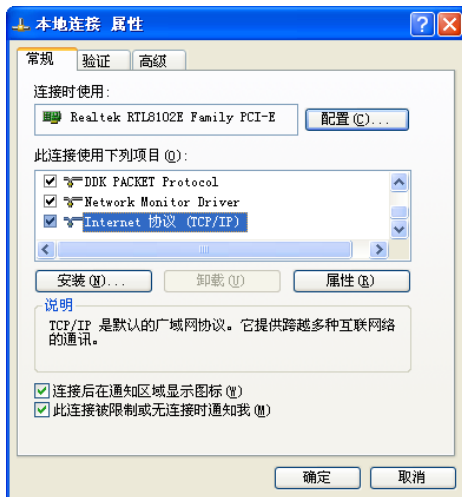 本地连接 属性
常规 验证 高级
连接时使用:
Realtek RTL8102E Family PCI-E 配置(C)...
此连接使用下列项目(O):
DDK PACKET Protocol
Network Monitor Driver
Internet 协议 (TCP/IP)
安装(N)... 卸载(U) 属性(R)
说明
TCP/IP 是默认的广域网协议。它提供跨越多种互联网络
的通讯。
连接后在通知区域显示图标(W)
此连接被限制或无连接时通知我(M)
确定 取消